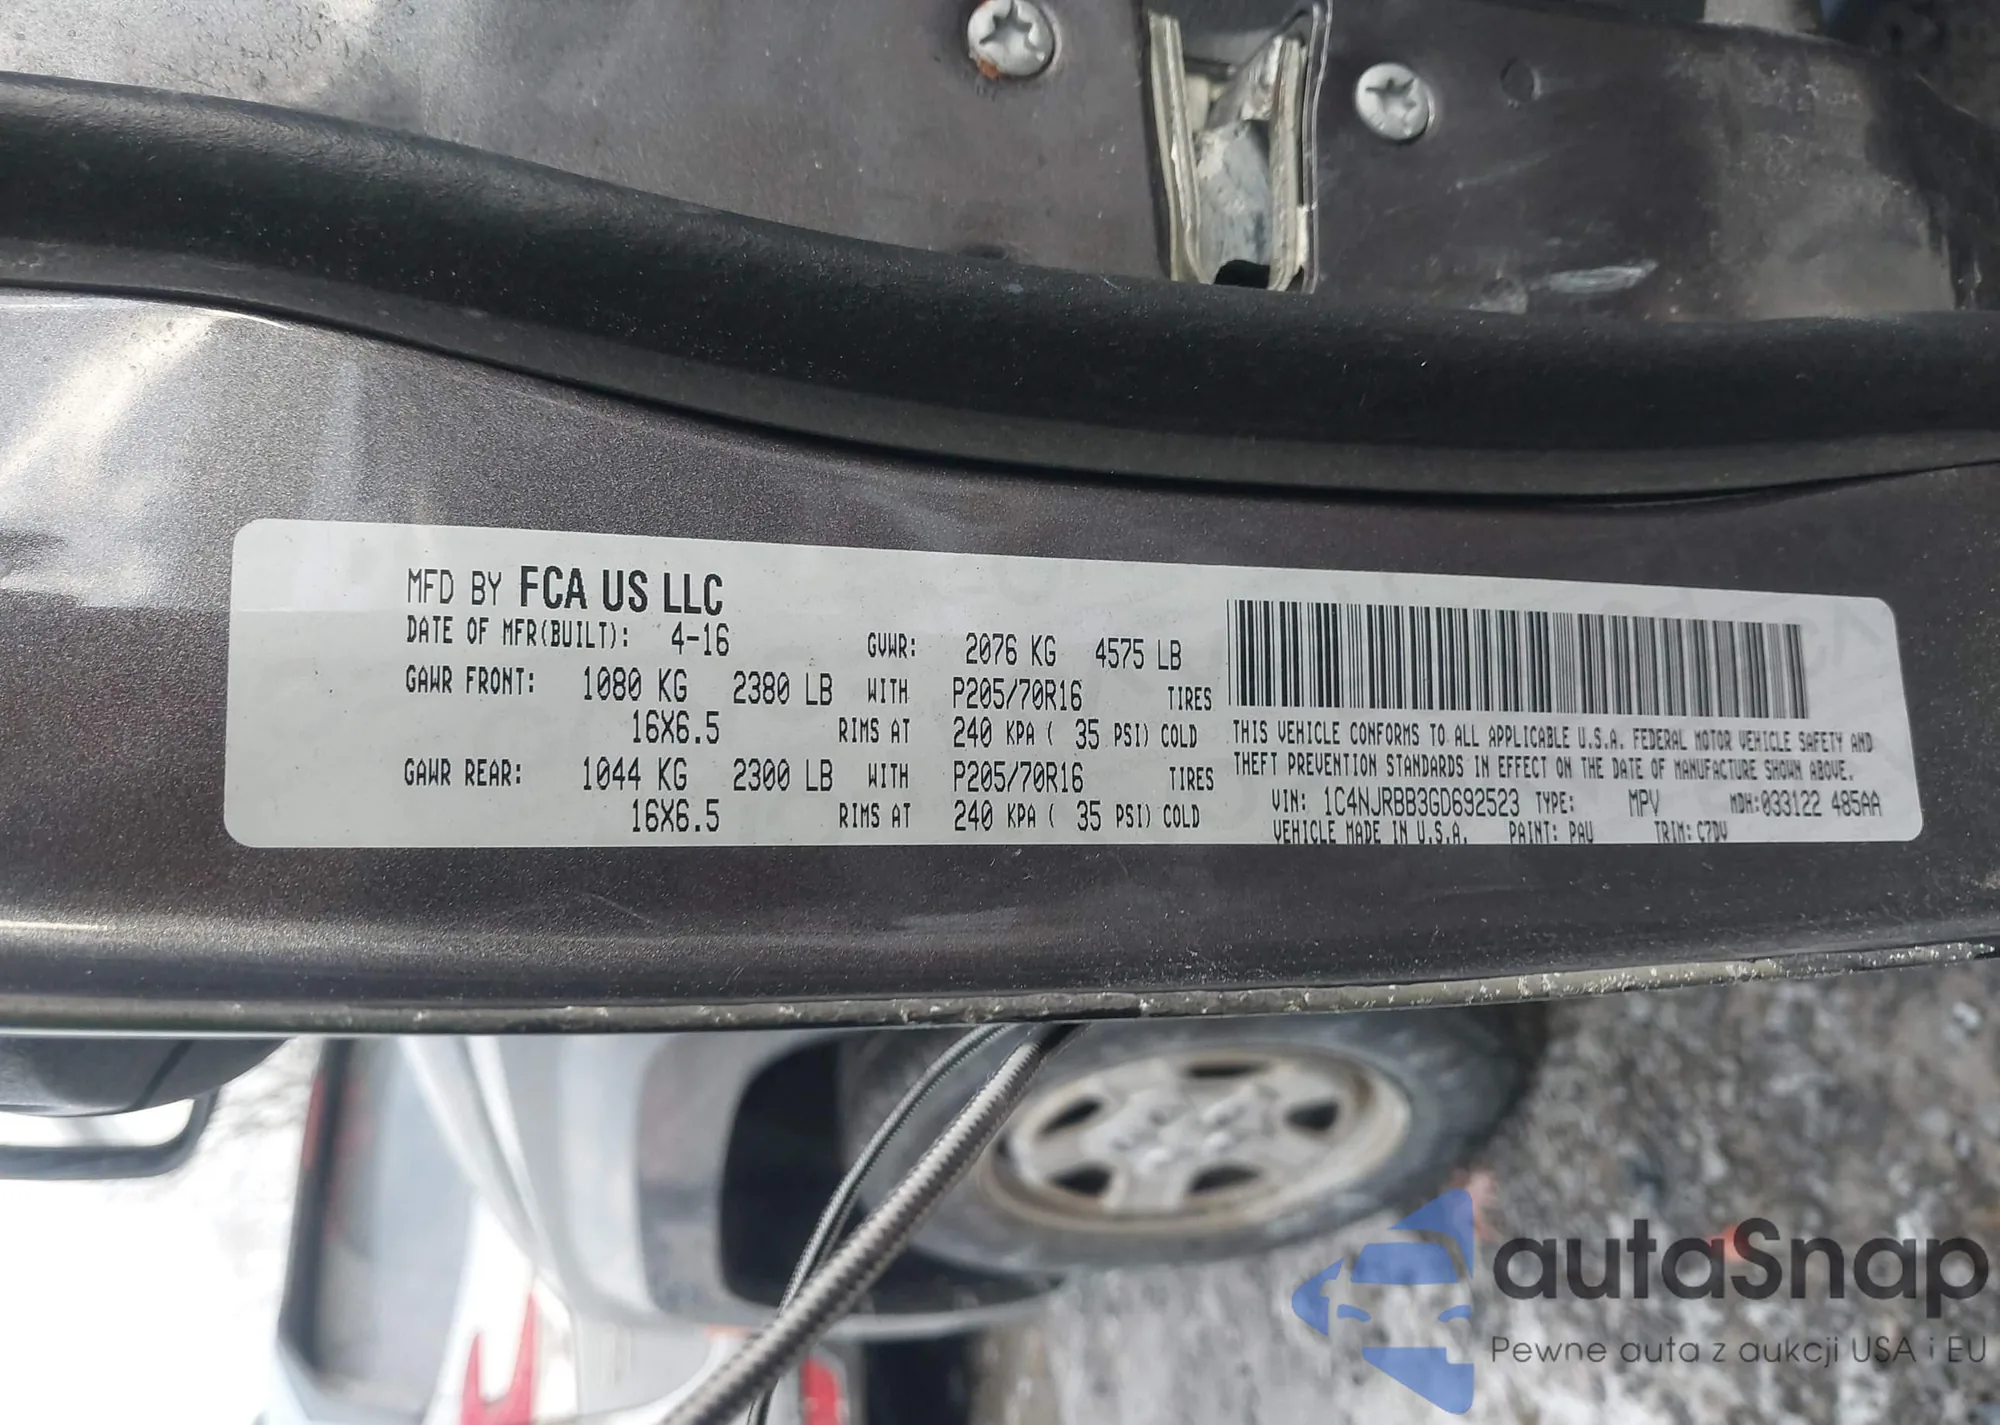 MFD BY FCA US LLC
DATE OF MFR(BUILT): 4-16 GVWR: 2076 KG 4575 LB
GAWR FRONT: 1080 KG 2380 LB WITH P205/70R16 TIRES
16X6.5 RIMS AT 240 KPA ( 35 PSI) COLD
GAWR REAR: 1044 KG 2300 LB WITH P205/70R16 TIRES
16X6.5 RIMS AT 240 KPA ( 35 PSI) COLD
THIS VEHICLE CONFORMS TO ALL APPLICABLE U.S.A. FEDERAL MOTOR VEHICLE SAFETY AND
THEFT PREVENTION STANDARDS IN EFFECT ON THE DATE OF MANUFACTURE SHOWN ABOVE.
VIN: 1C4NJRBB3GD692523 TYPE: MPV MDH:033122 485AA
VEHICLE MADE IN U.S.A. PAINT: PAU TRIM: C7DV
autaSnap
Pewne auta z aukcji USA i EU